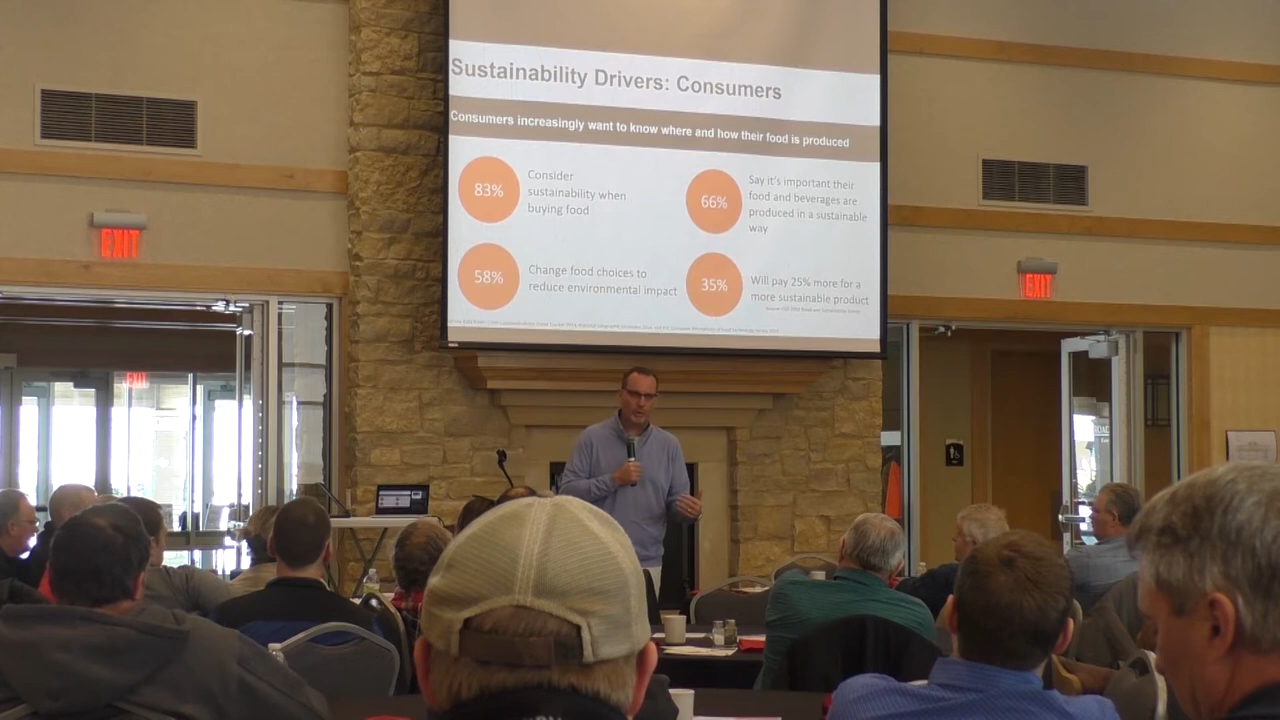 Sustainability Drivers: Consumers
Consumers increasingly want to know where and how their food is produced
83%
Consider
sustainability when
buying food
66%
Say it's important their
food and beverages are
produced in a sustainable
way
58%
Change food choices to
reduce environmental impact
35%
Will pay 25% more for a
more sustainable product
EXIT
EXIT
EXIT